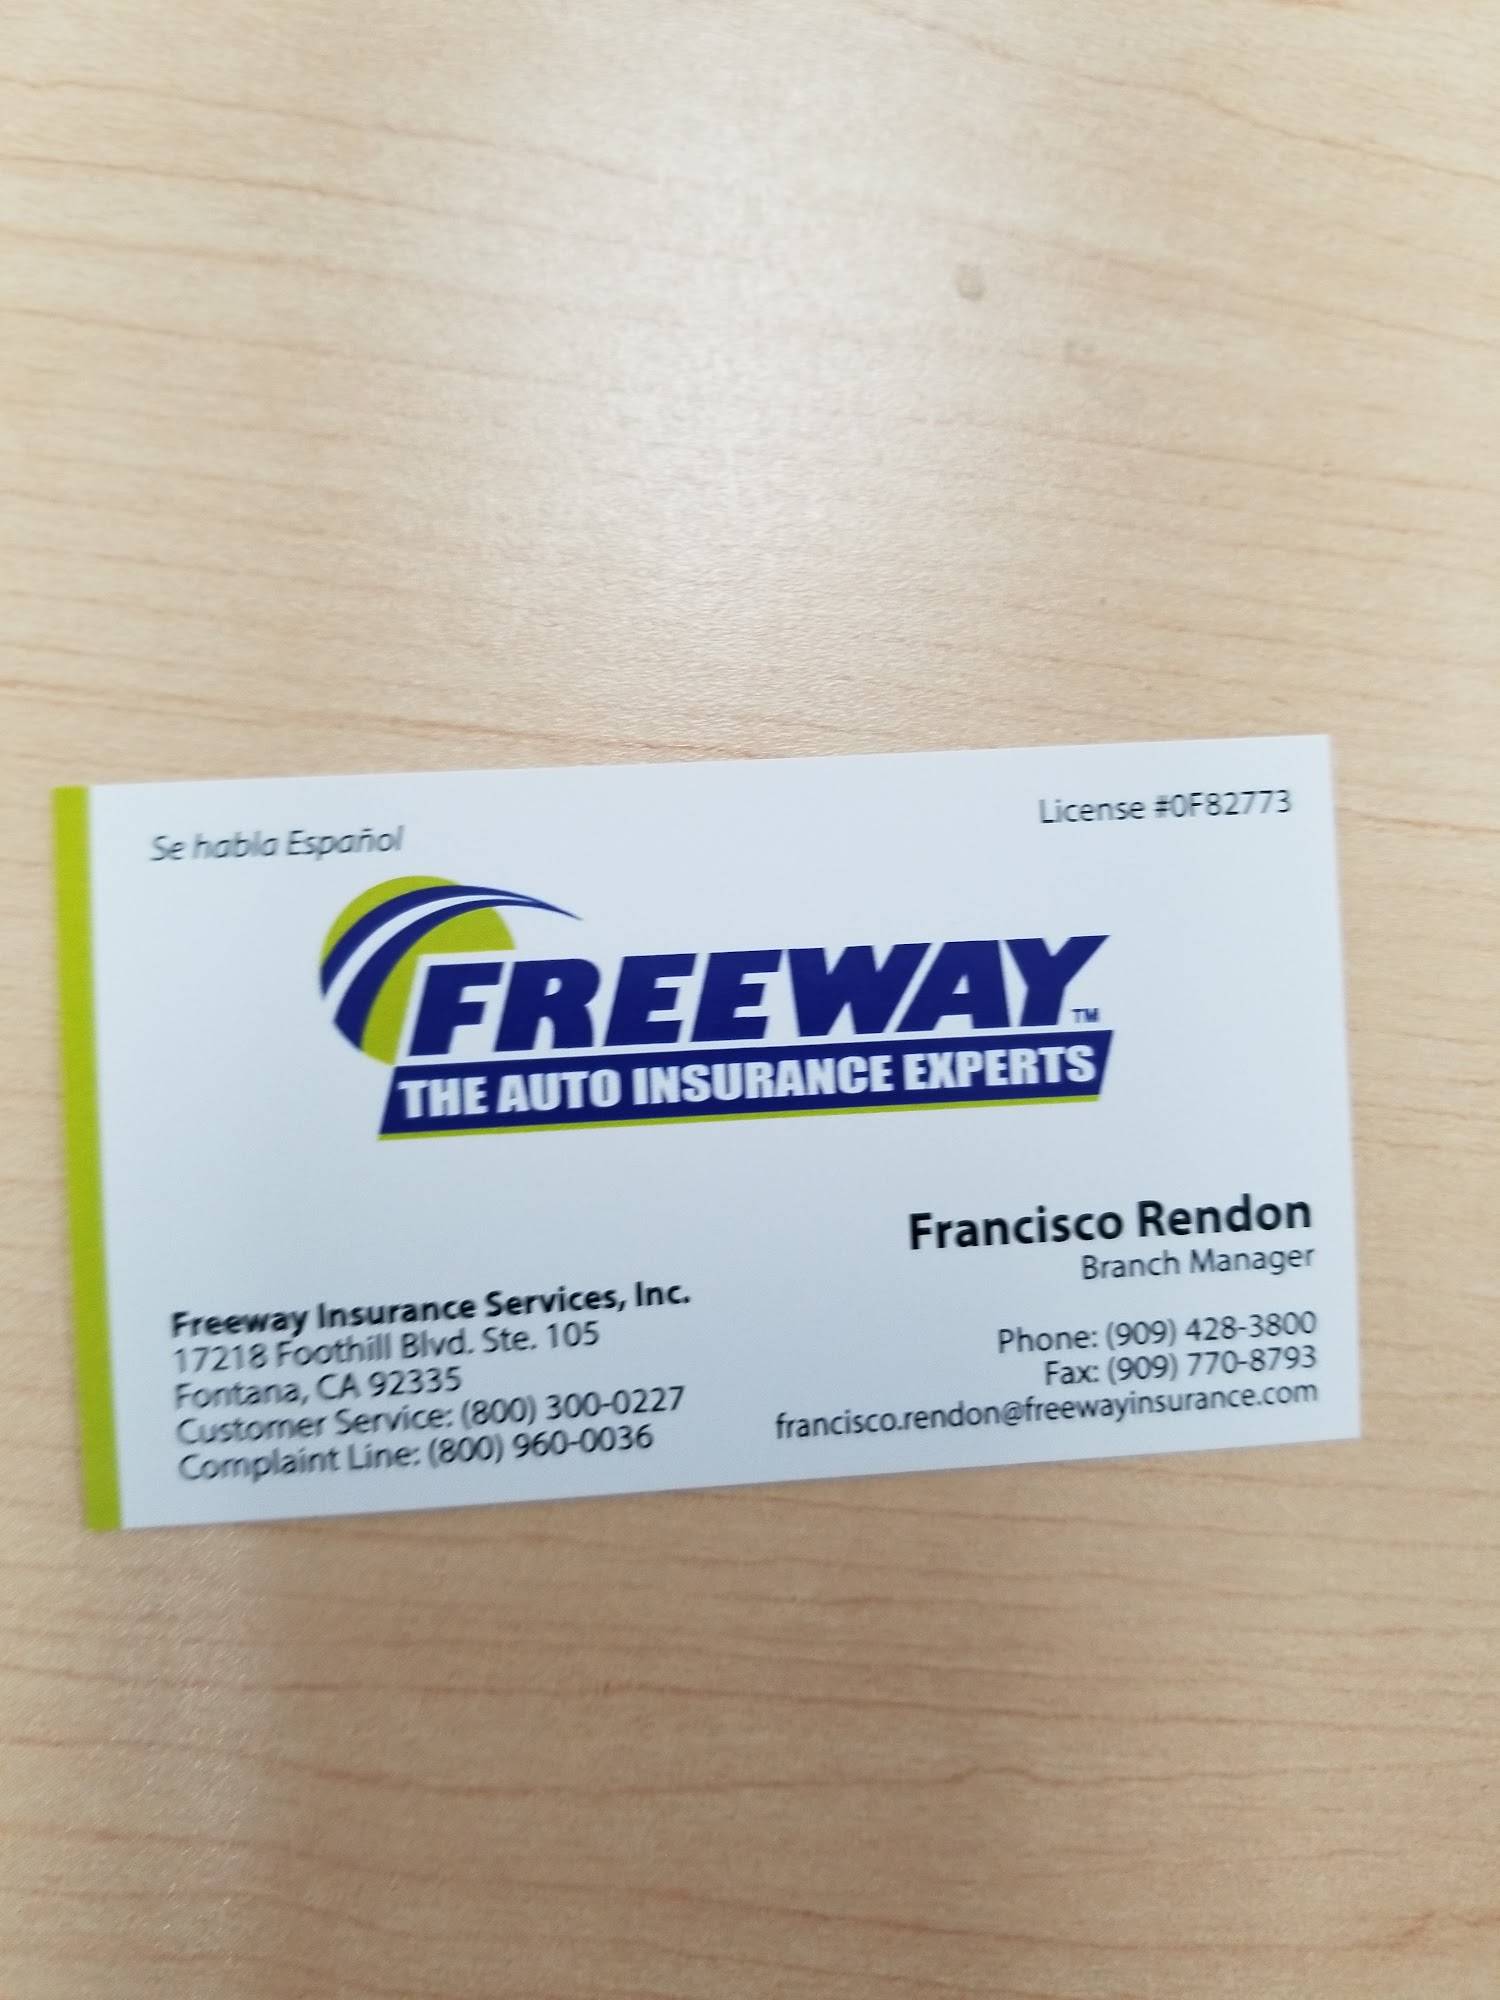 Se habla Español
License #0F82773
FREEWAY™
THE AUTO INSURANCE EXPERTS
Francisco Rendon
Branch Manager
Phone: (909) 428-3800
Fax: (909) 770-8793
francisco.rendon@freewayinsurance.com
Freeway Insurance Services, Inc.
17218 Foothill Blvd. Ste. 105
Fontana, CA 92335
Customer Service: (800) 300-0227
Complaint Line: (800) 960-0036